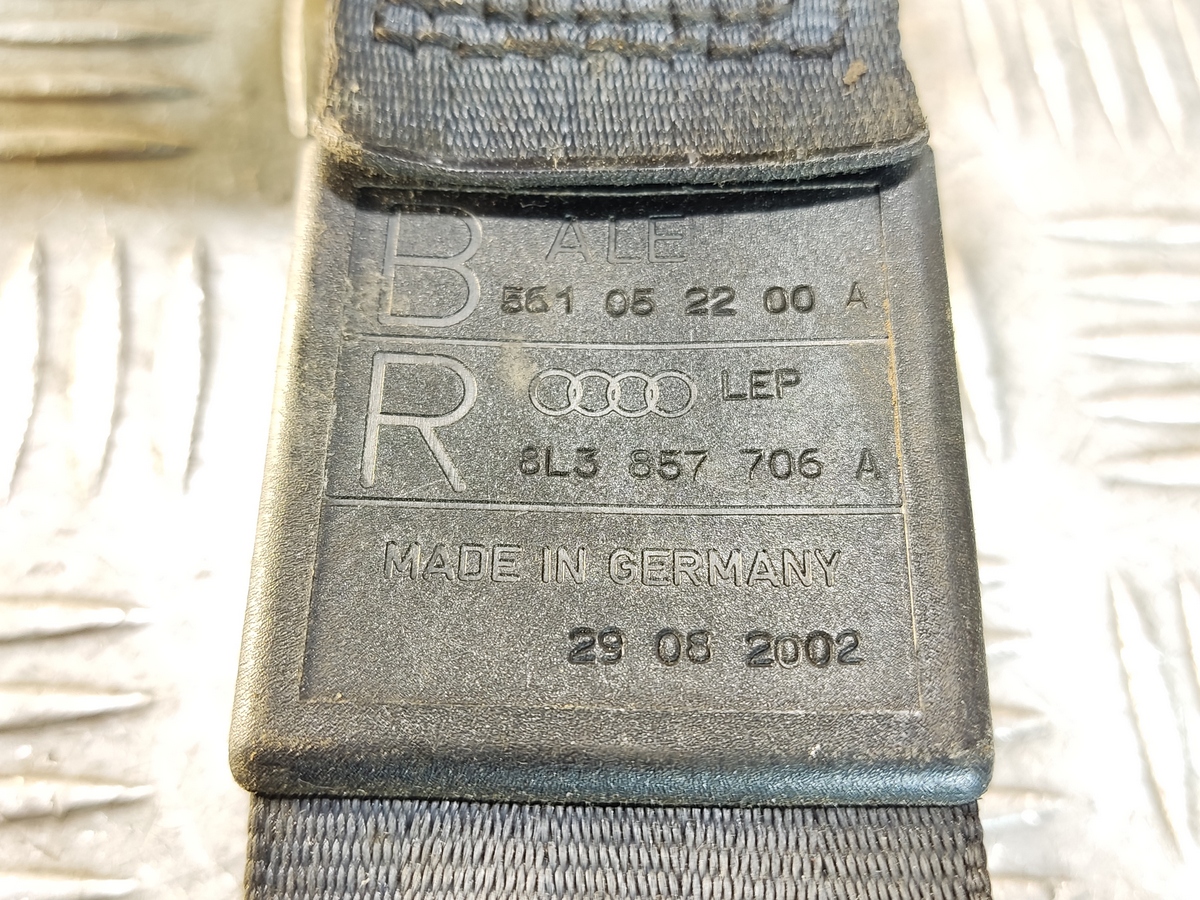 B ALE
561 05 22 00 A
R LEP
8L3 857 706 A
MADE IN GERMANY
29 08 2002